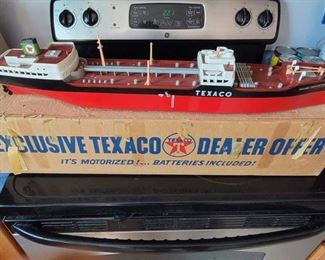 TEXACO
EXCLUSIVE TEXACO TEXACO DEALER OFFER
IT'S MOTORIZED!... BATTERIES INCLUDED!